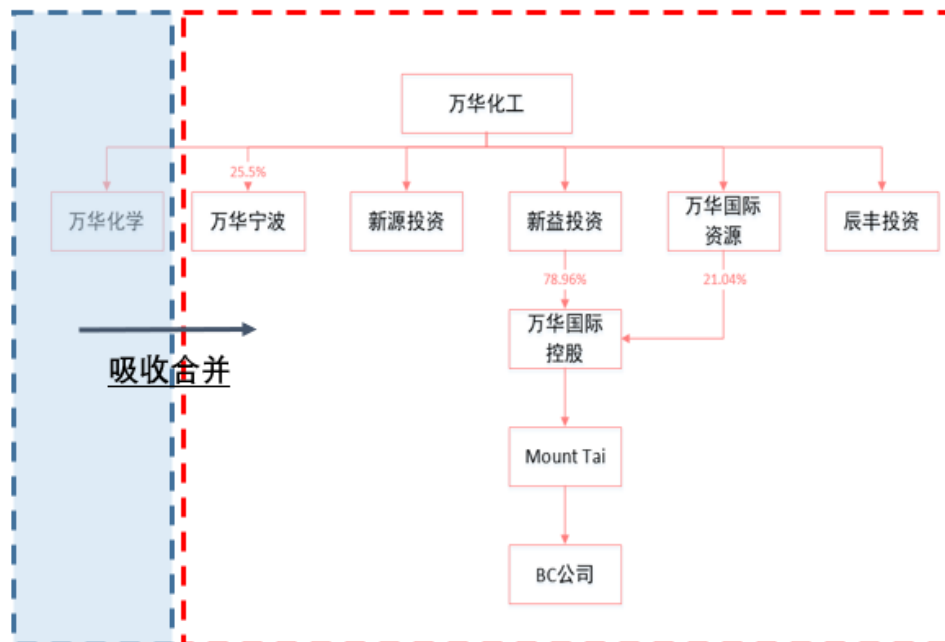 万华化工
25.5%
万华化学
万华宁波
新源投资
新益投资
万华国际
资源
辰丰投资
78.96%
21.04%
万华国际
控股
吸收合并
Mount Tai
BC公司